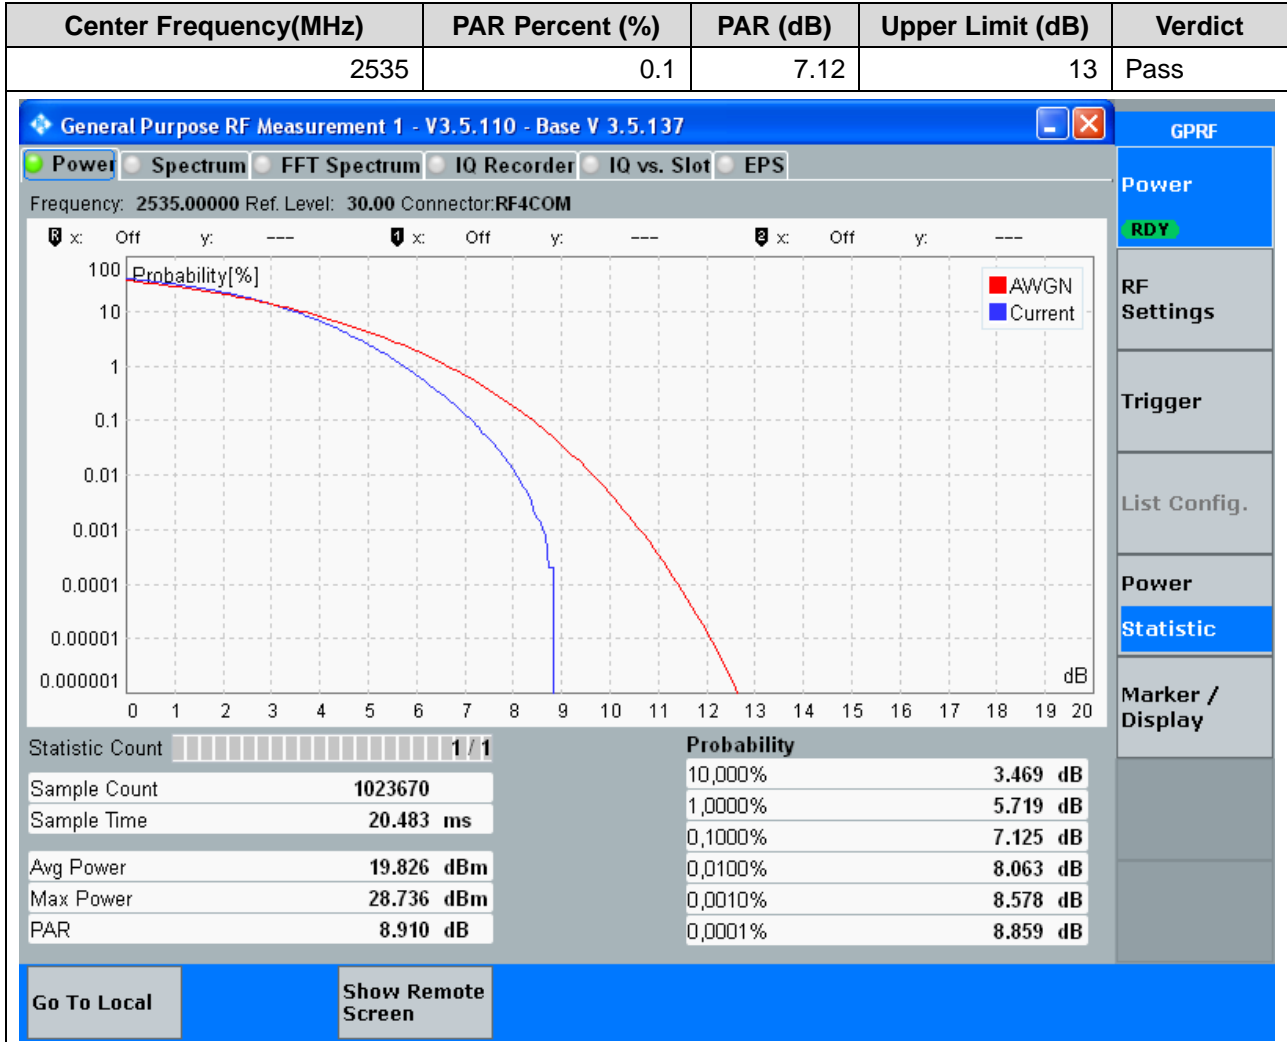 Center Frequency(MHz) PAR Percent (%) PAR (dB) Upper Limit (dB) Verdict
2535 0.1 7.12 13 Pass
General Purpose RF Measurement 1 - V3.5.110 - Base V 3.5.137
GPRF
Power Spectrum FFT Spectrum IQ Recorder IQ vs. Slot EPS
Power
RDY
Frequency: 2535.00000 Ref. Level: 30.00 Connector:RF4COM
R x: Off y: --- 1 x: Off y: --- 2 x: Off y: ---
100 Probability[%]
AWGN
Current
10
1
0.1
0.01
0.001
0.0001
0.00001
0.000001
dB
0 1 2 3 4 5 6 7 8 9 10 11 12 13 14 15 16 17 18 19 20
RF
Settings
Trigger
List Config.
Power
Statistic
Marker /
Display
Statistic Count 1 / 1
Sample Count 1023670
Sample Time 20.483 ms
Avg Power 19.826 dBm
Max Power 28.736 dBm
PAR 8.910 dB
Probability
10,000% 3.469 dB
1,0000% 5.719 dB
0,1000% 7.125 dB
0,0100% 8.063 dB
0,0010% 8.578 dB
0,0001% 8.859 dB
Go To Local
Show Remote
Screen